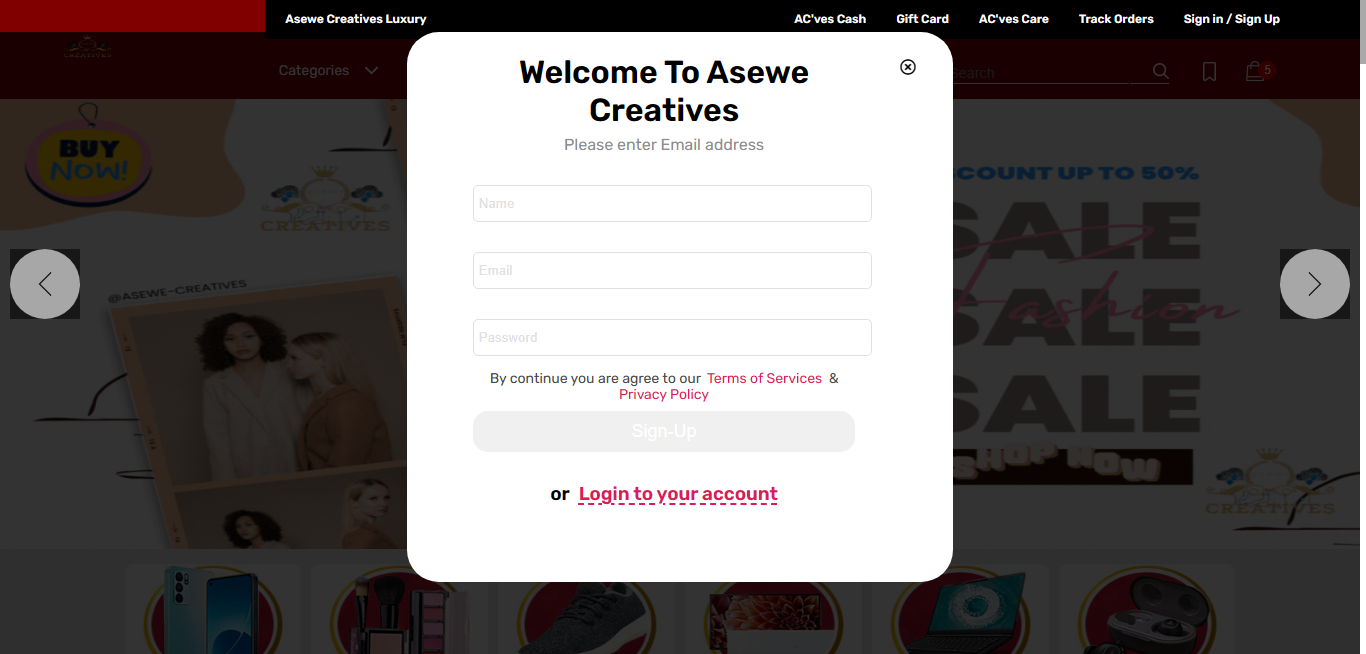 Asewe Creatives Luxury
AC'ves Cash
Gift Card
AC'ves Care
Track Orders
Sign in / Sign Up
CREATIVES
Categories
Search
5
Welcome To Asewe
Creatives
Please enter Email address
Name
Email
Password
By continue you are agree to our Terms of Services &
Privacy Policy
Sign-Up
or Login to your account
BUY
NOW!
CREATIVES
@ASEWE-CREATIVES
COUNT UP TO 50%
SALE
Fashion
SALE
SALE
SHOP NOW
CREATIVES